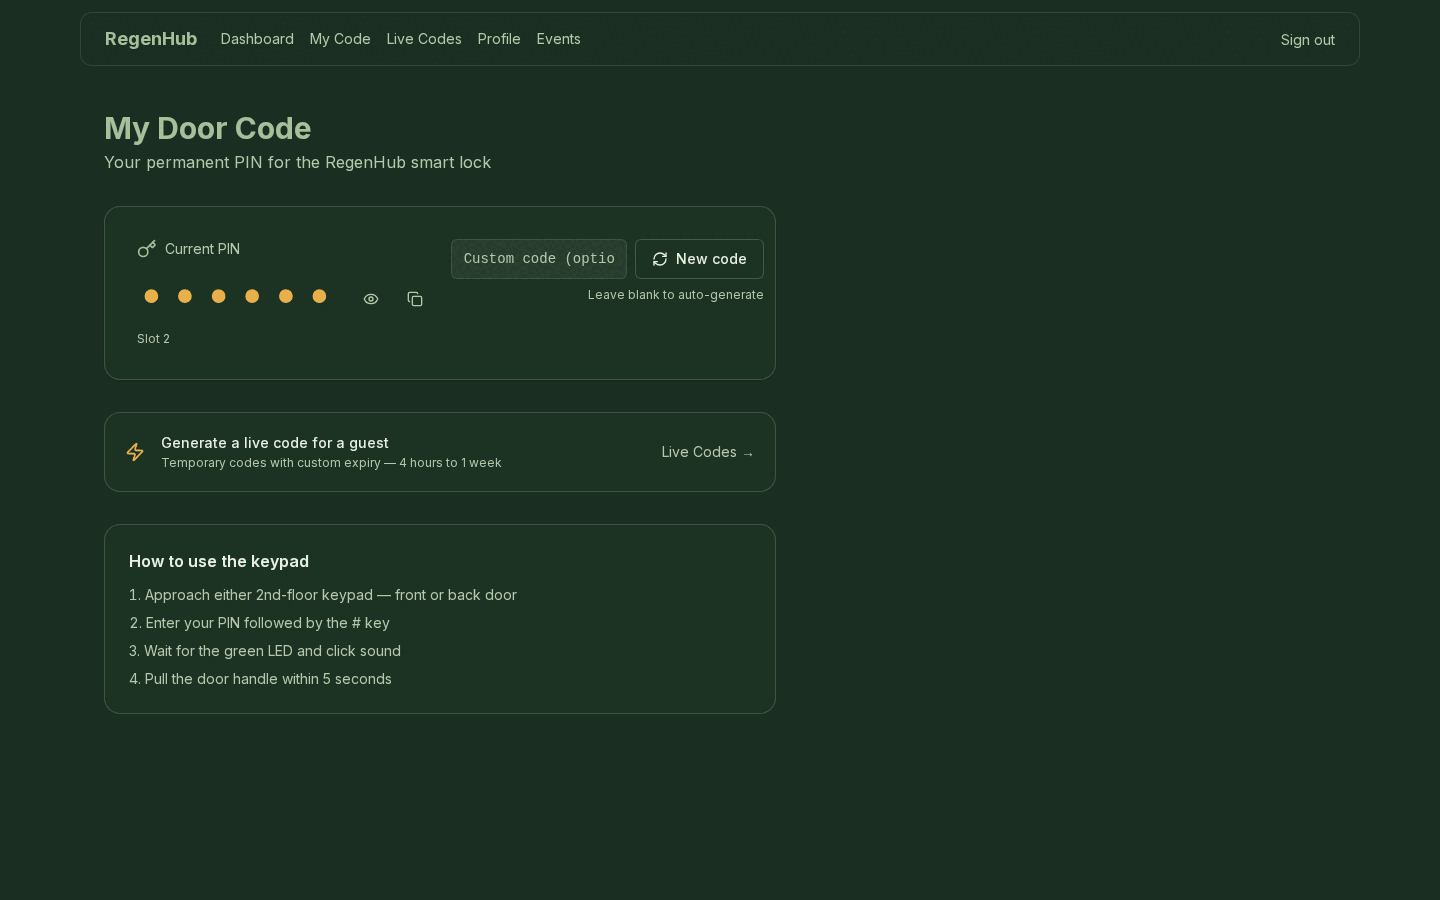 RegenHub Dashboard My Code Live Codes Profile Events Sign out
My Door Code
Your permanent PIN for the RegenHub smart lock
Current PIN
Custom code (optio
New code
Leave blank to auto-generate
Slot 2
Generate a live code for a guest
Temporary codes with custom expiry — 4 hours to 1 week
Live Codes →
How to use the keypad
1. Approach either 2nd-floor keypad — front or back door
2. Enter your PIN followed by the # key
3. Wait for the green LED and click sound
4. Pull the door handle within 5 seconds